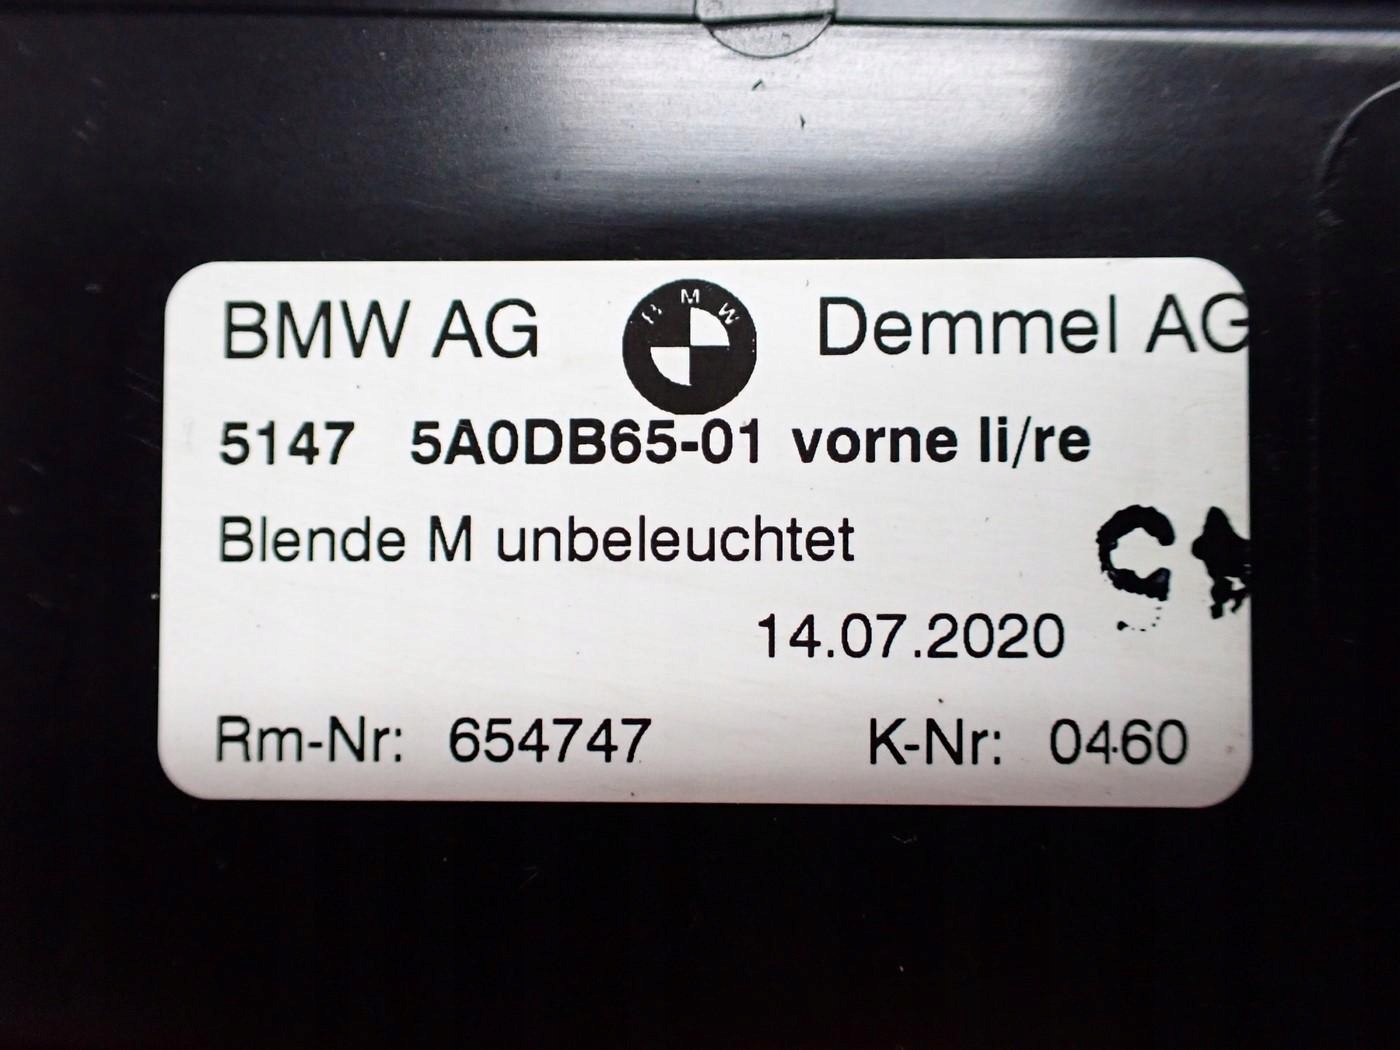 BMW AG BMW Demmel AG
5147 5A0DB65-01 vorne li/re
Blende M unbeleuchtet
14.07.2020
Rm-Nr: 654747 K-Nr: 0460